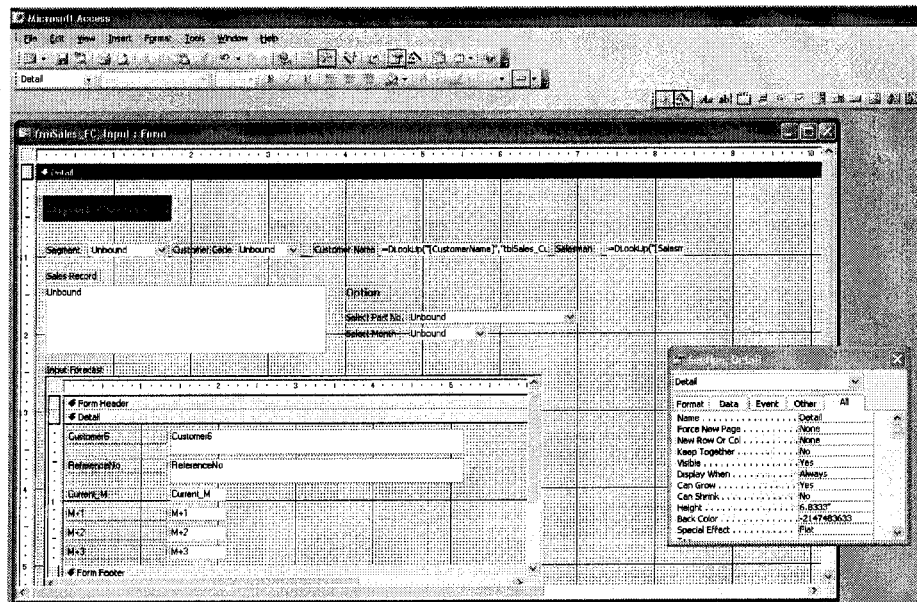 Microsoft Access
File Edit View Insert Format Tools Window Help
Detail
frmSales_FC_Input : Form
Detail
Segment Unbound Customer Code Unbound Customer Name =DLookUp("[CustomerName]","tblSales_Cu Salesman =DLookUp("[Salesm
Sales Record
Unbound
Option
Select Part No. Unbound
Select Month Unbound
Input Forecast
Form Header
Detail
Customer6 Customer6
ReferenceNo ReferenceNo
Current_M Current_M
M+1 M+1
M+2 M+2
M+3 M+3
Form Footer
Detail
Format Data Event Other All
Name Detail
Force New Page None
New Row Or Col None
Keep Together No
Visible Yes
Display When Always
Can Grow Yes
Can Shrink No
Height 6.8333"
Back Color -2147483633
Special Effect Flat